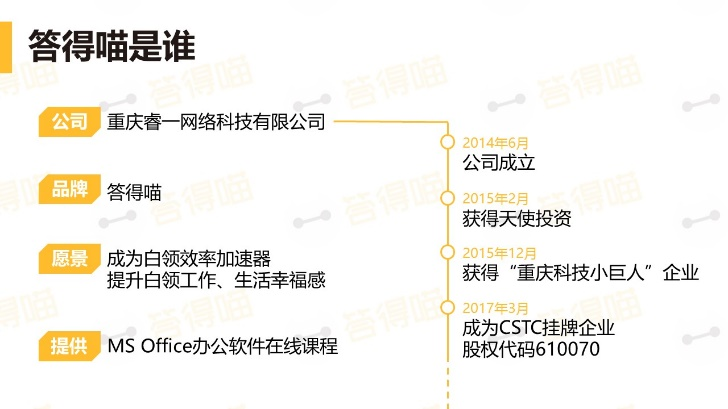 答得喵是谁
公司
重庆睿一网络科技有限公司
品牌
答得喵
愿景
成为白领效率加速器
提升白领工作、生活幸福感
提供
MS Office办公软件在线课程
2014年6月
公司成立
2015年2月
获得天使投资
2015年12月
获得“重庆科技小巨人”企业
2017年3月
成为CSTC挂牌企业
股权代码610070